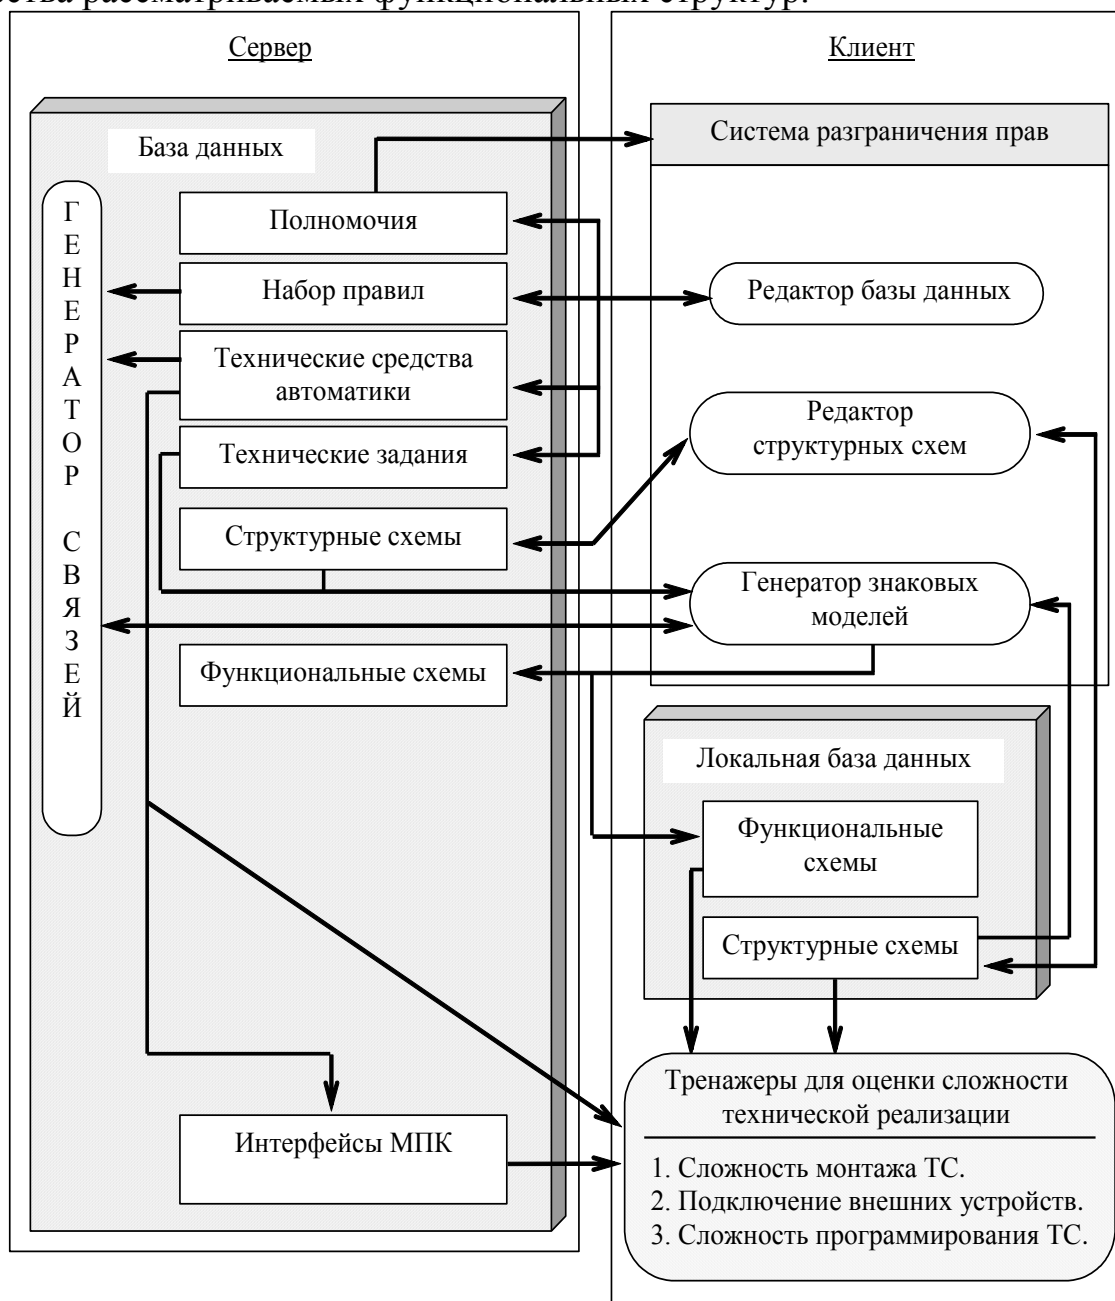 ства рассматриваемых функциональных структур.
Сервер
База данных
ГЕНЕРАТОР СВЯЗЕЙ
Полномочия
Набор правил
Технические средства
автоматики
Технические задания
Структурные схемы
Функциональные схемы
Интерфейсы МПК
Клиент
Система разграничения прав
Редактор базы данных
Редактор
структурных схем
Генератор знаковых
моделей
Локальная база данных
Функциональные
схемы
Структурные схемы
Тренажеры для оценки сложности
технической реализации
1. Сложность монтажа ТС.
2. Подключение внешних устройств.
3. Сложность программирования ТС.